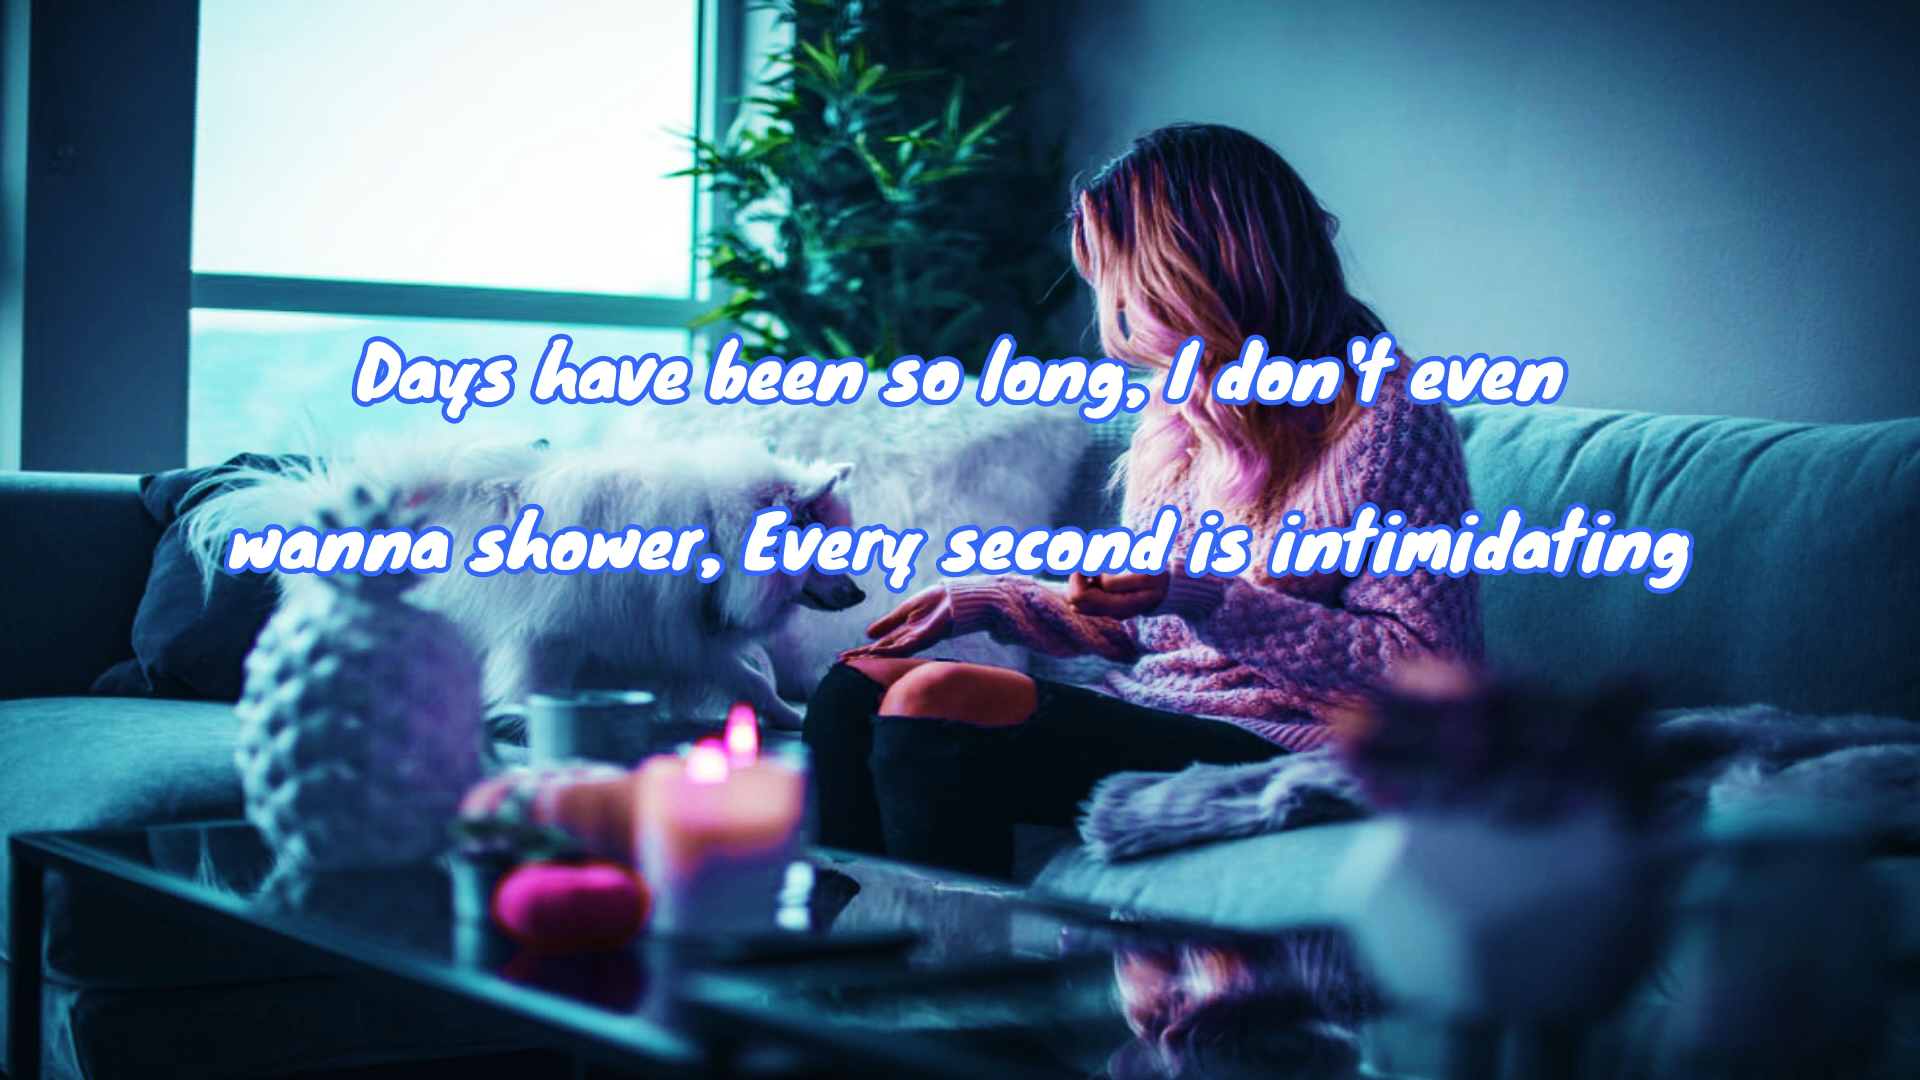 Days have been so long, I don't even
wanna shower, Every second is intimidating